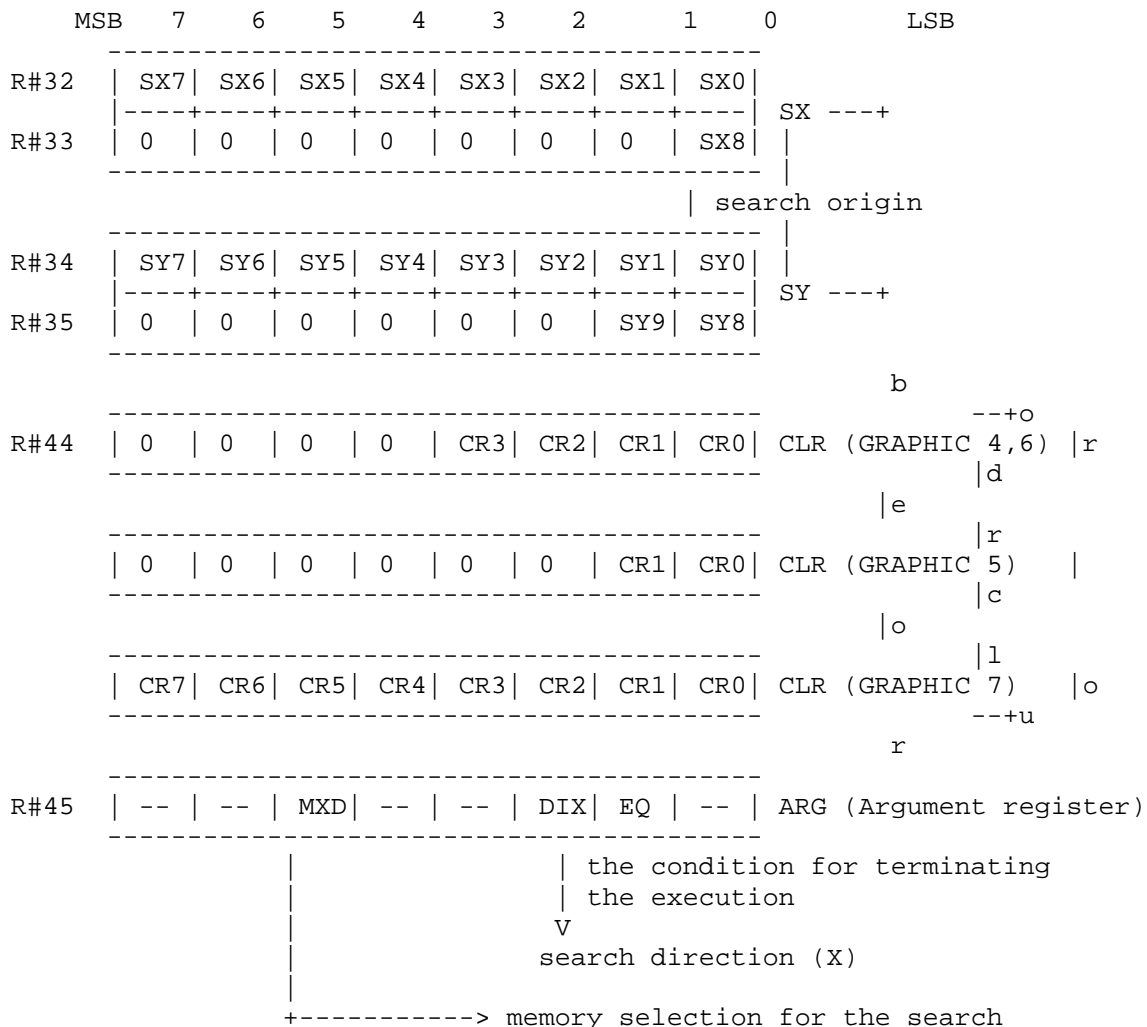 MSB 7 6 5 4 3 2 1 0 LSB
-------------------------------------------------
R#32 | SX7| SX6| SX5| SX4| SX3| SX2| SX1| SX0|
|----+----+----+----+----+----+----+----| SX ---+
R#33 | 0 | 0 | 0 | 0 | 0 | 0 | 0 | SX8| |
------------------------------------------------- |
| search origin
------------------------------------------------- |
R#34 | SY7| SY6| SY5| SY4| SY3| SY2| SY1| SY0| |
|----+----+----+----+----+----+----+----| SY ---+
R#35 | 0 | 0 | 0 | 0 | 0 | 0 | SY9| SY8|
-------------------------------------------------
b
------------------------------------------------- --+o
R#44 | 0 | 0 | 0 | 0 | CR3| CR2| CR1| CR0| CLR (GRAPHIC 4,6) |r
------------------------------------------------- |d
|e
------------------------------------------------- |r
| 0 | 0 | 0 | 0 | 0 | 0 | CR1| CR0| CLR (GRAPHIC 5) |
------------------------------------------------- |c
|o
------------------------------------------------- |l
| CR7| CR6| CR5| CR4| CR3| CR2| CR1| CR0| CLR (GRAPHIC 7) |o
------------------------------------------------- --+u
r
-------------------------------------------------
R#45 | -- | -- | MXD| -- | -- | DIX| EQ | -- | ARG (Argument register)
-------------------------------------------------
| | the condition for terminating
| | the execution
| V
| search direction (X)
|
+-----------> memory selection for the search